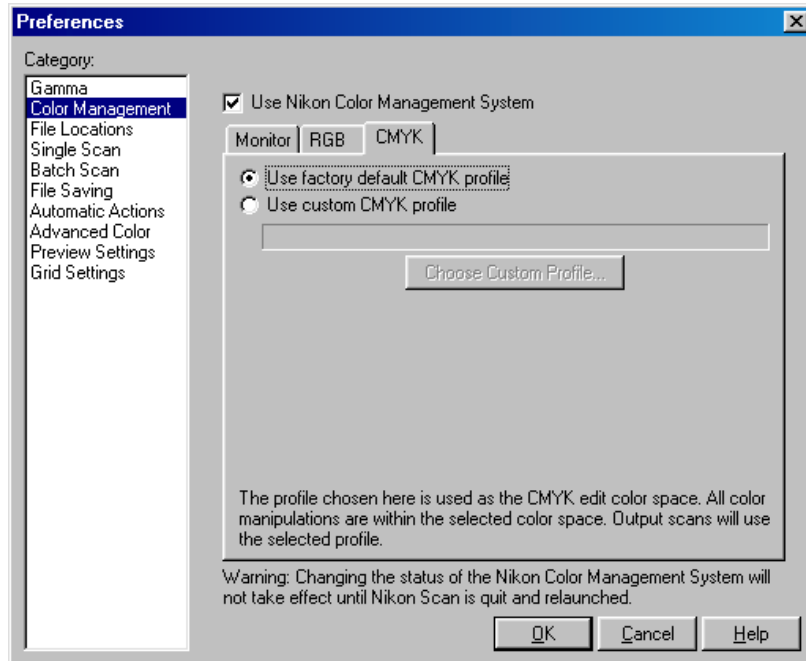 Preferences
Category:
Gamma
Color Management
File Locations
Single Scan
Batch Scan
File Saving
Automatic Actions
Advanced Color
Preview Settings
Grid Settings
Use Nikon Color Management System
Monitor
RGB
CMYK
Use factory default CMYK profile
Use custom CMYK profile
Choose Custom Profile...
The profile chosen here is used as the CMYK edit color space. All color
manipulations are within the selected color space. Output scans will use
the selected profile.
Warning: Changing the status of the Nikon Color Management System will
not take effect until Nikon Scan is quit and relaunched.
OK
Cancel
Help